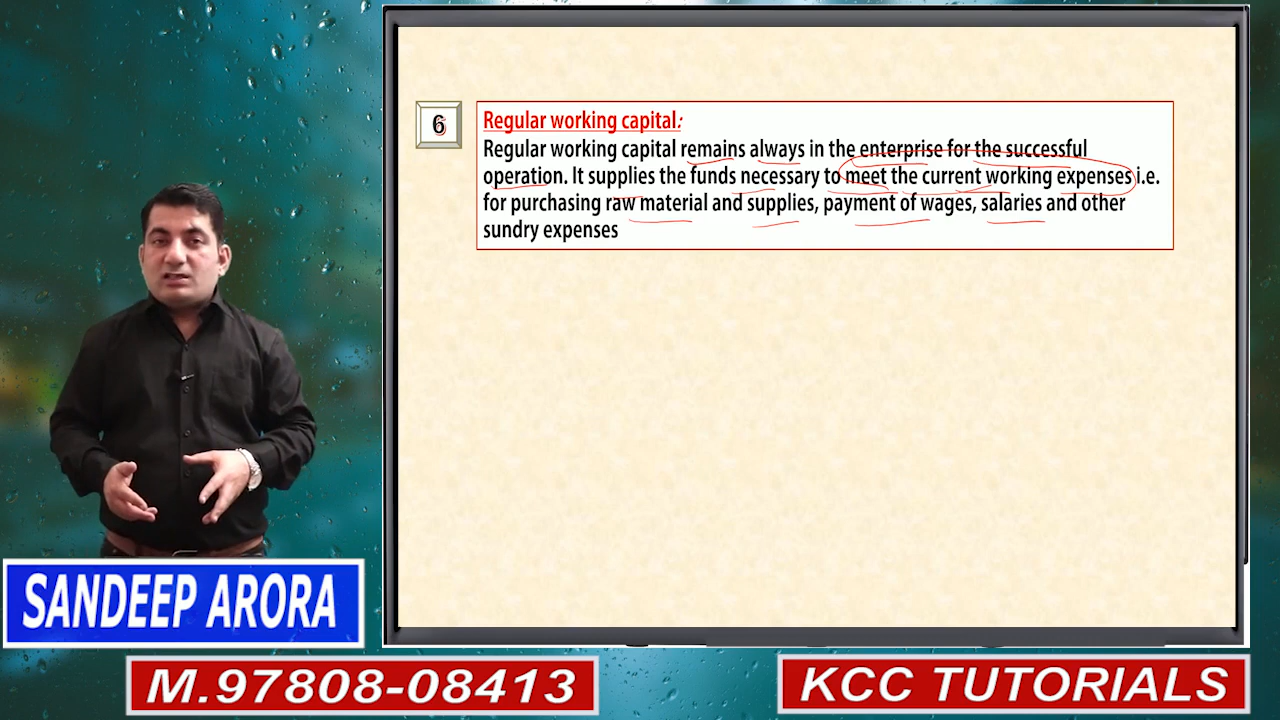 6
Regular working capital:
Regular working capital remains always in the enterprise for the successful
operation. It supplies the funds necessary to meet the current working expenses i.e.
for purchasing raw material and supplies, payment of wages, salaries and other
sundry expenses
SANDEEP ARORA
M.97808-08413
KCC TUTORIALS